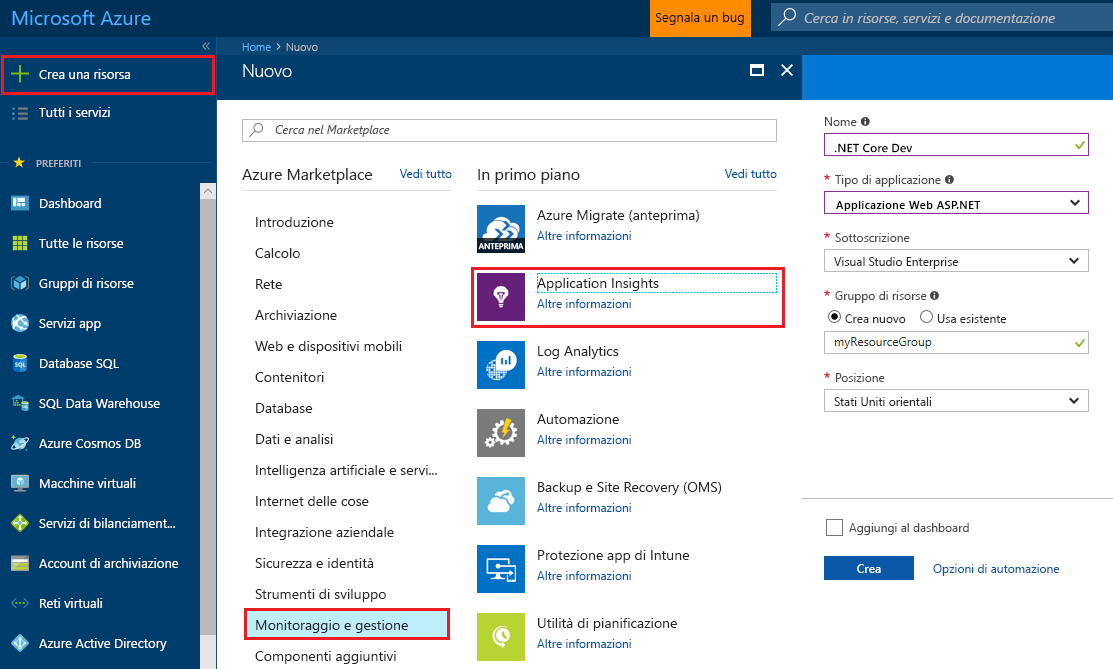 Microsoft Azure
Segnala un bug
Cerca in risorse, servizi e documentazione
«
Crea una risorsa
Tutti i servizi
PREFERITI
Dashboard
Tutte le risorse
Gruppi di risorse
Servizi app
Database SQL
SQL Data Warehouse
Azure Cosmos DB
Macchine virtuali
Servizi di bilanciament...
Account di archiviazione
Reti virtuali
Azure Active Directory
Home > Nuovo
Nuovo
Cerca nel Marketplace
Azure Marketplace
Vedi tutto
Introduzione
Calcolo
Rete
Archiviazione
Web e dispositivi mobili
Contenitori
Database
Dati e analisi
Intelligenza artificiale e servi...
Internet delle cose
Integrazione aziendale
Sicurezza e identità
Strumenti di sviluppo
Monitoraggio e gestione
Componenti aggiuntivi
In primo piano
Vedi tutto
ANTEPRIMA
Azure Migrate (anteprima)
Altre informazioni
Application Insights
Altre informazioni
Log Analytics
Altre informazioni
Automazione
Altre informazioni
Backup e Site Recovery (OMS)
Altre informazioni
Protezione app di Intune
Altre informazioni
Utilità di pianificazione
Altre informazioni
Nome
.NET Core Dev
* Tipo di applicazione
Applicazione Web ASP.NET
* Sottoscrizione
Visual Studio Enterprise
* Gruppo di risorse
Crea nuovo
Usa esistente
myResourceGroup
* Posizione
Stati Uniti orientali
Aggiungi al dashboard
Crea
Opzioni di automazione